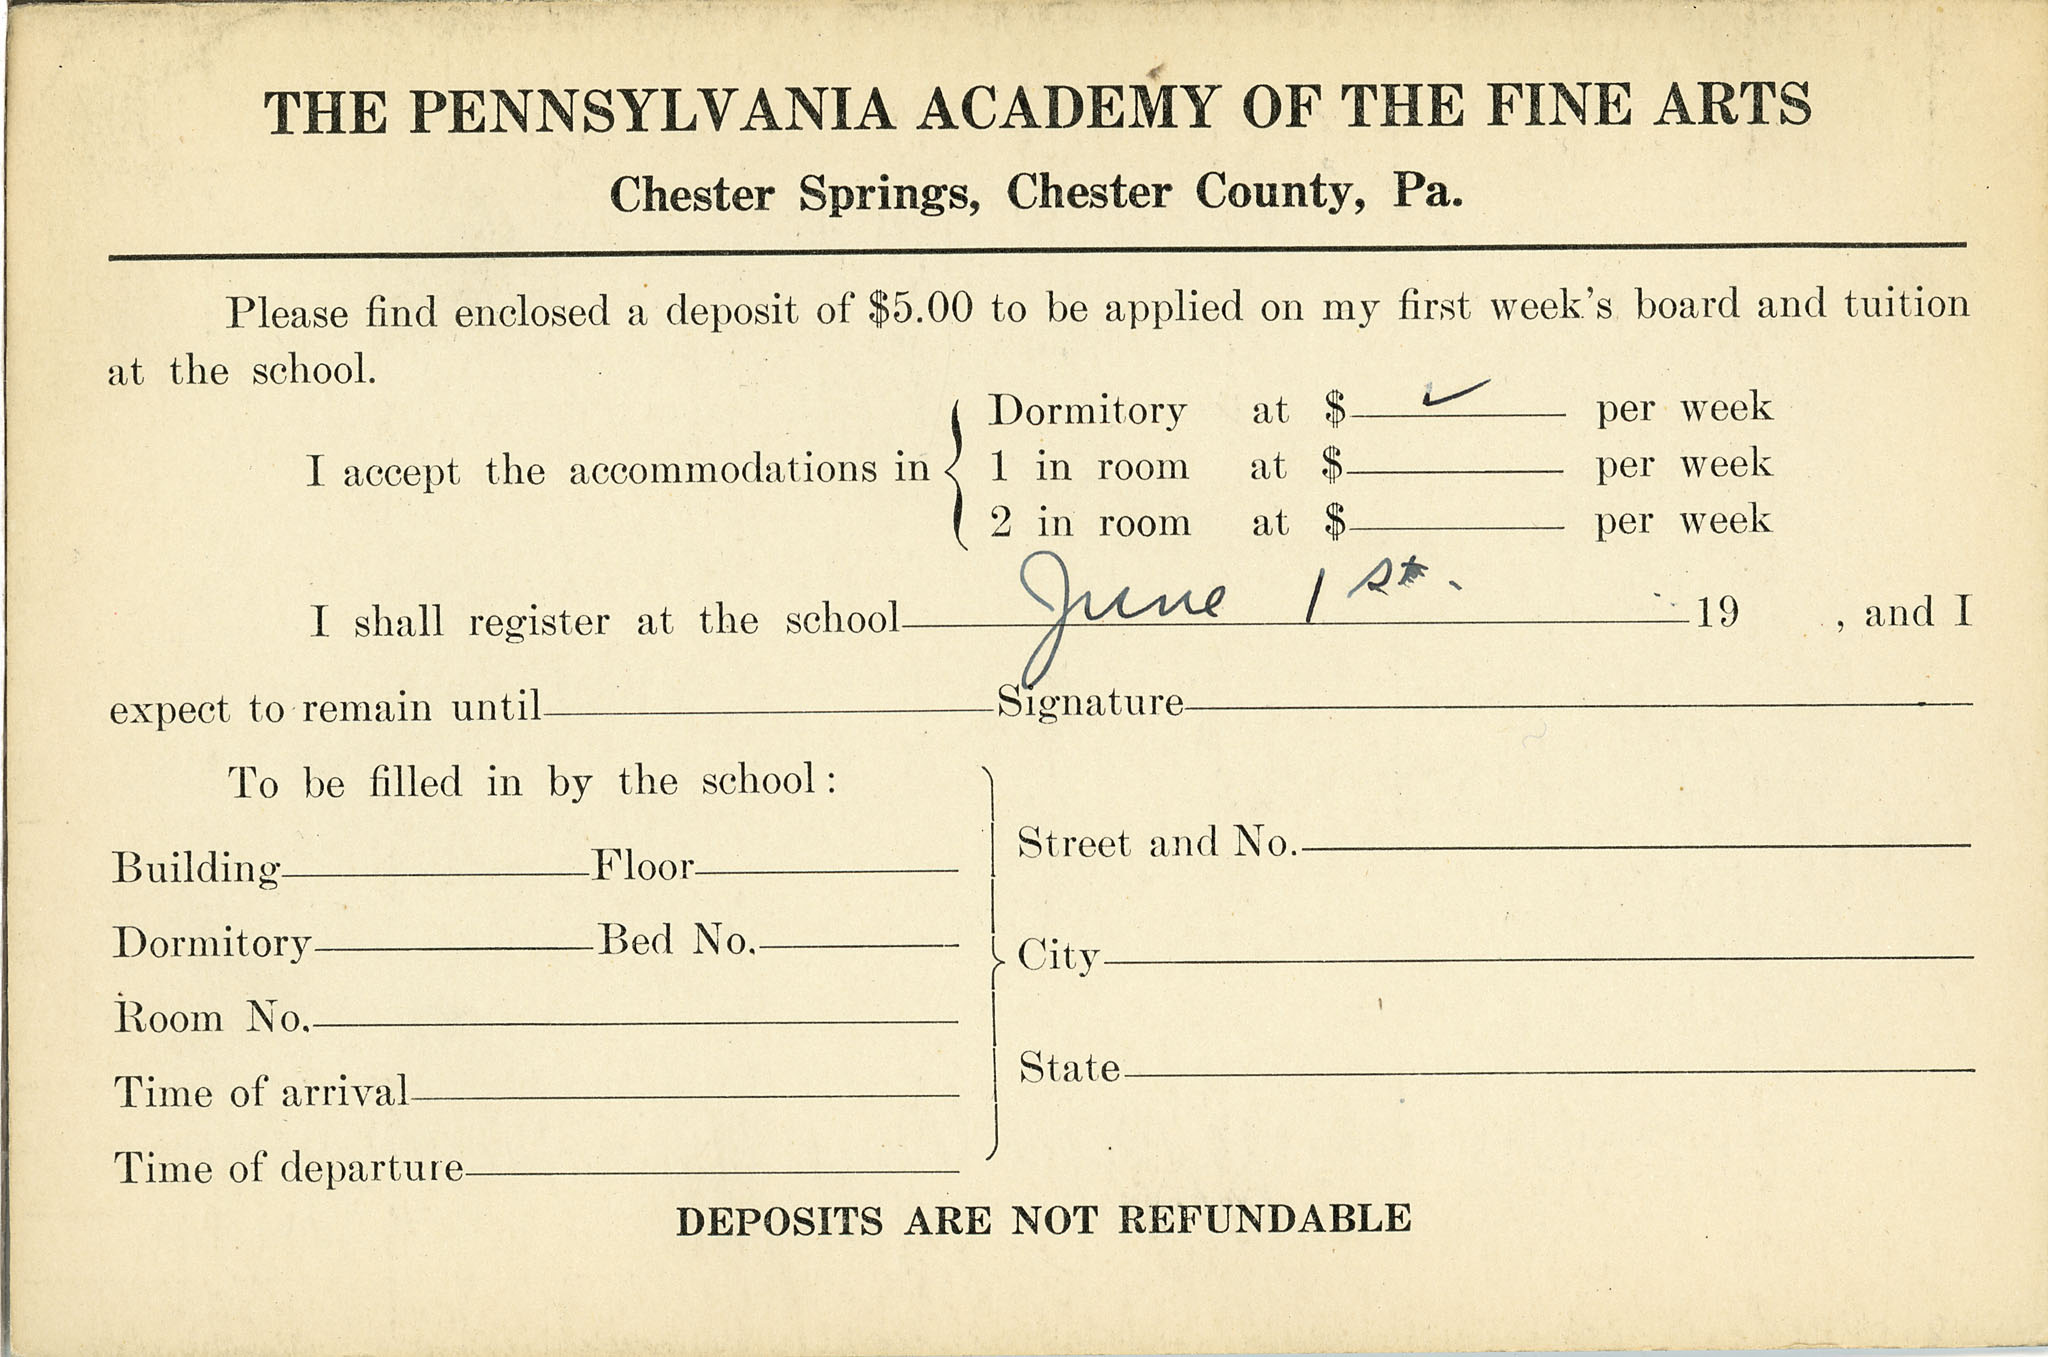 THE PENNSYLVANIA ACADEMY OF THE FINE ARTS
Chester Springs, Chester County, Pa.
Please find enclosed a deposit of $5.00 to be applied on my first week's board and tuition
at the school.
I accept the accommodations in
Dormitory at $ ✓ per week
1 in room at $ per week
2 in room at $ per week
I shall register at the school June 1st. 19 , and I
expect to remain until Signature
To be filled in by the school:
Building Floor
Dormitory Bed No.
Room No.
Time of arrival
Time of departure
Street and No.
City
State
DEPOSITS ARE NOT REFUNDABLE